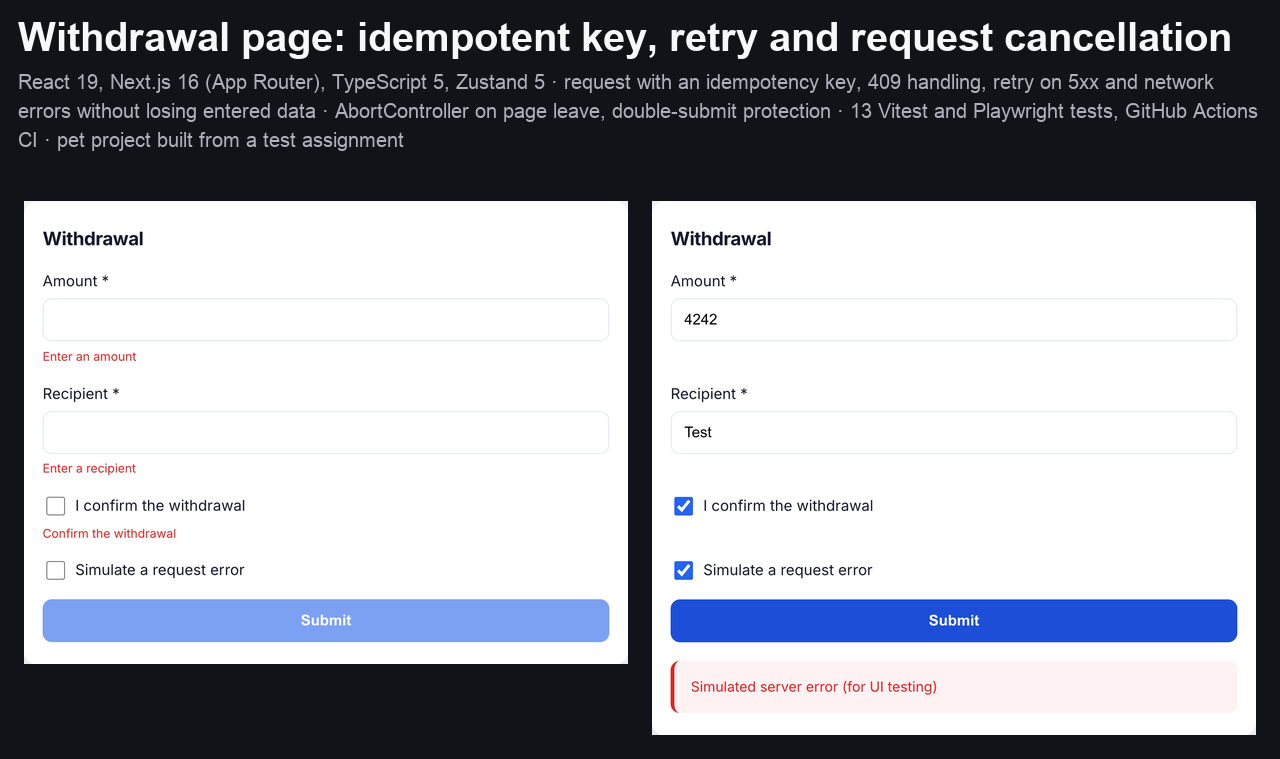 Withdrawal page: idempotent key, retry and request cancellation
React 19, Next.js 16 (App Router), TypeScript 5, Zustand 5 · request with an idempotency key, 409 handling, retry on 5xx and network
errors without losing entered data · AbortController on page leave, double-submit protection · 13 Vitest and Playwright tests, GitHub Actions
CI · pet project built from a test assignment
Withdrawal
Amount *
Enter an amount
Recipient *
Enter a recipient
I confirm the withdrawal
Confirm the withdrawal
Simulate a request error
Submit
Withdrawal
Amount *
4242
Recipient *
Test
I confirm the withdrawal
Simulate a request error
Submit
Simulated server error (for UI testing)